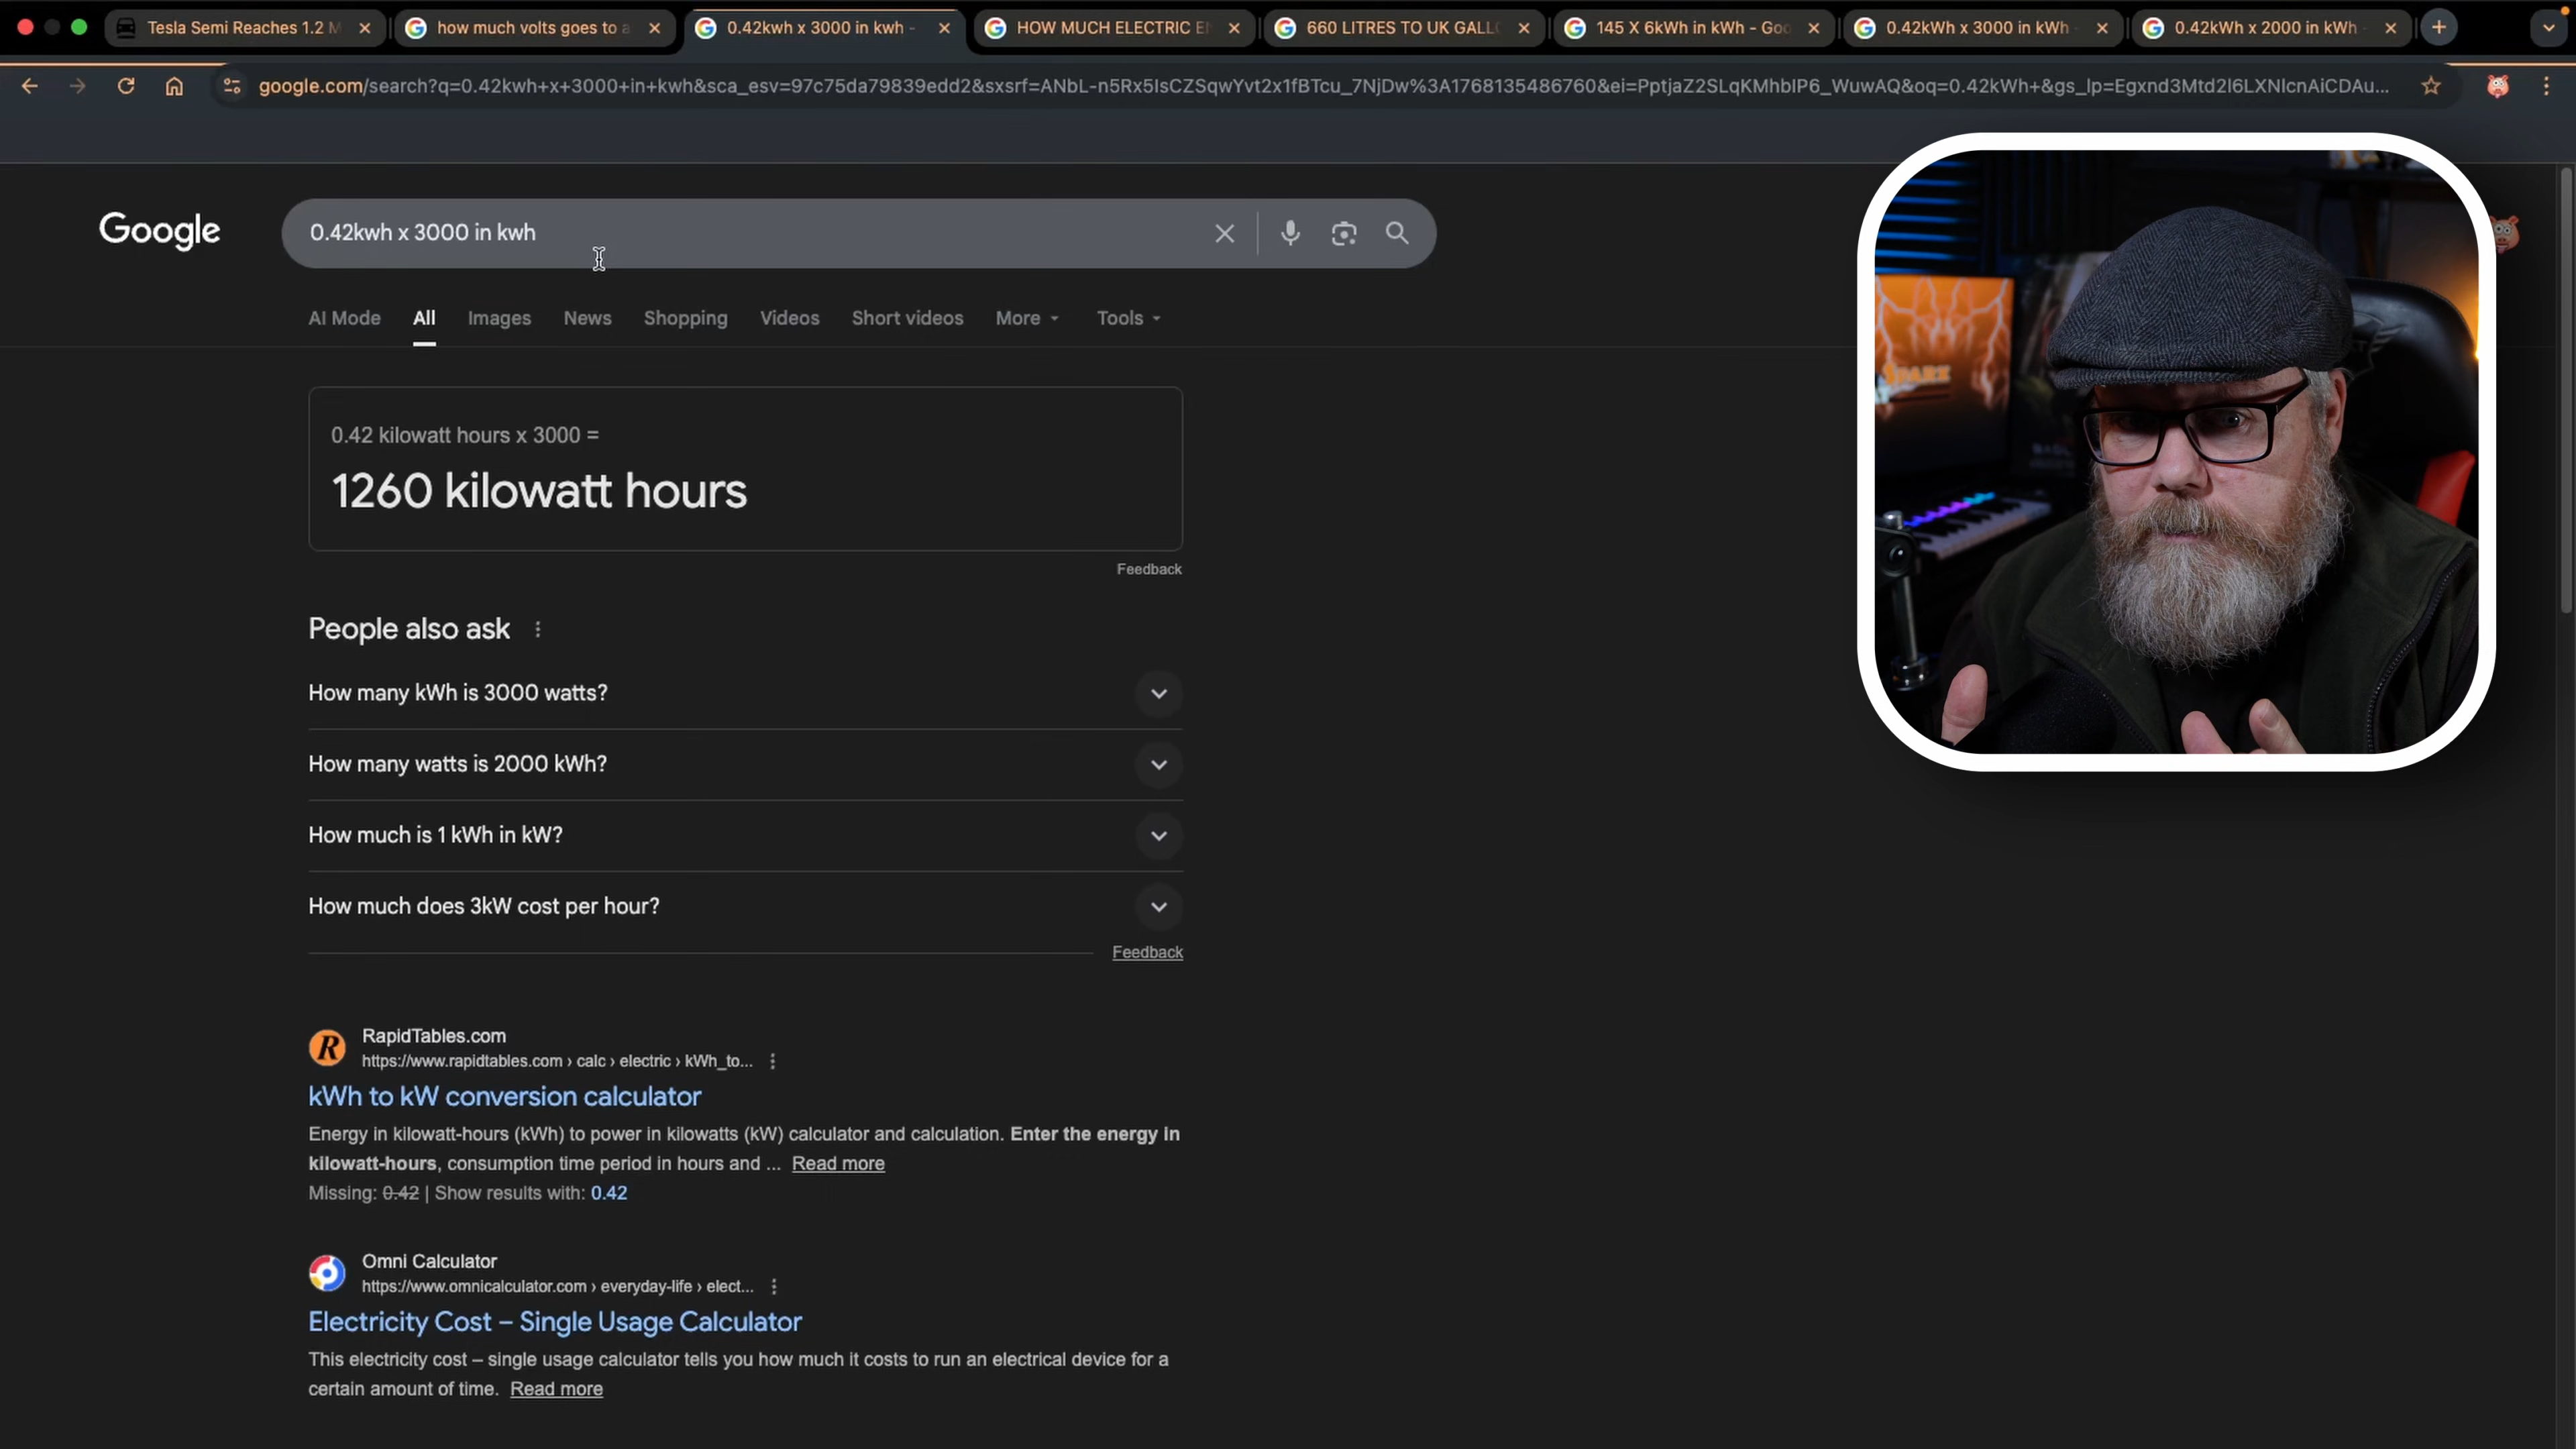 Tesla Semi Reaches 1.2 M
how much volts goes to a
0.42kwh x 3000 in kwh -
HOW MUCH ELECTRIC E
660 LITRES TO UK GALL
145 X 6kWh in kWh - Goo
0.42kWh x 3000 in kWh
0.42kWh x 2000 in kWh
google.com/search?q=0.42kwh+x+3000+in+kwh&sca_esv=97c75da79839edd2&sxsrf=ANbL-n5Rx5IsCZSqwYvt2x1fBTcu_7NjDw%3A1768135486760&ei=PptjaZ2SLqKMhbIP6_WuwAQ&oq=0.42kWh+&gs_lp=Egxnd3Mtd2l6LXNlcnAiCDAu...
Google
0.42kwh x 3000 in kwh
AI Mode
All
Images
News
Shopping
Videos
Short videos
More
Tools
0.42 kilowatt hours x 3000 =
1260 kilowatt hours
Feedback
People also ask
How many kWh is 3000 watts?
How many watts is 2000 kWh?
How much is 1 kWh in kW?
How much does 3kW cost per hour?
Feedback
RapidTables.com
https://www.rapidtables.com › calc › electric › kWh_to...
kWh to kW conversion calculator
Energy in kilowatt-hours (kWh) to power in kilowatts (kW) calculator and calculation. Enter the energy in
kilowatt-hours, consumption time period in hours and ... Read more
Missing: 0.42 | Show results with: 0.42
Omni Calculator
https://www.omnicalculator.com › everyday-life › elect...
Electricity Cost – Single Usage Calculator
This electricity cost – single usage calculator tells you how much it costs to run an electrical device for a
certain amount of time. Read more